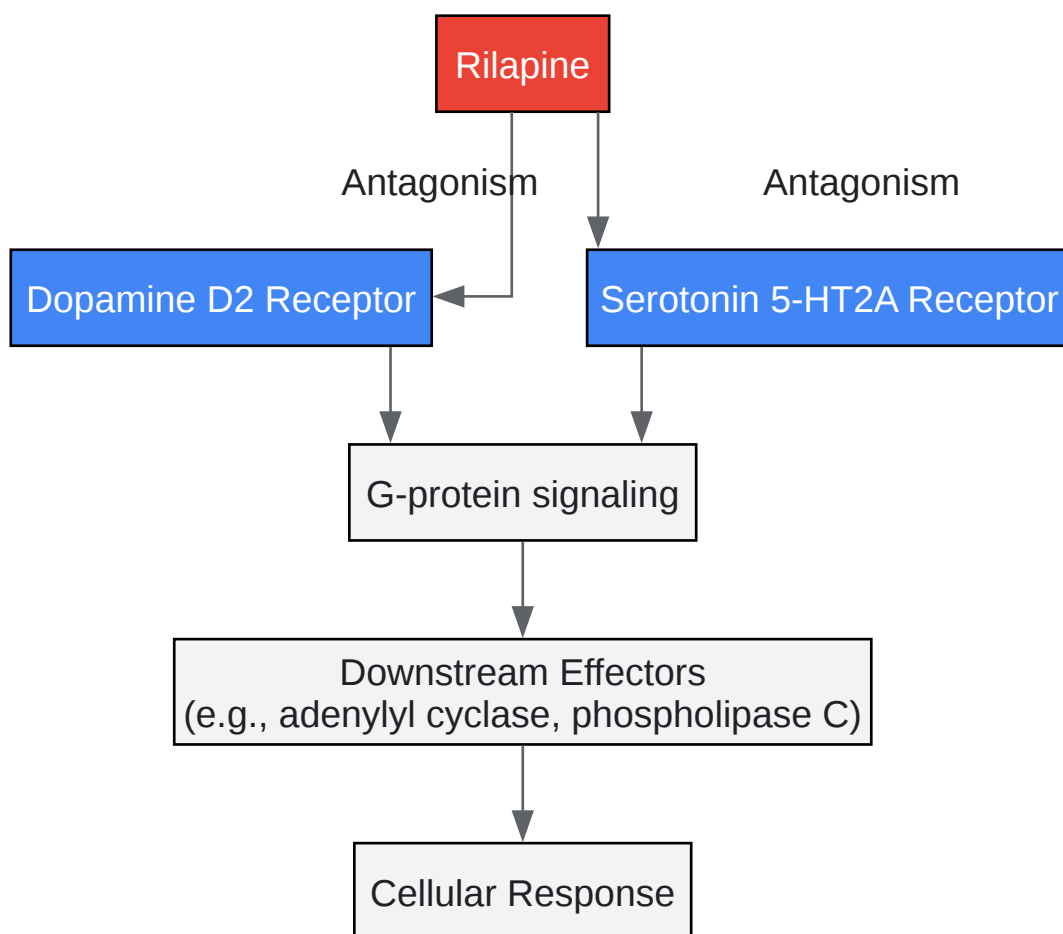 Rilapine
Antagonism
Antagonism
Dopamine D2 Receptor
Serotonin 5-HT2A Receptor
G-protein signaling
Downstream Effectors
(e.g., adenylyl cyclase, phospholipase C)
Cellular Response